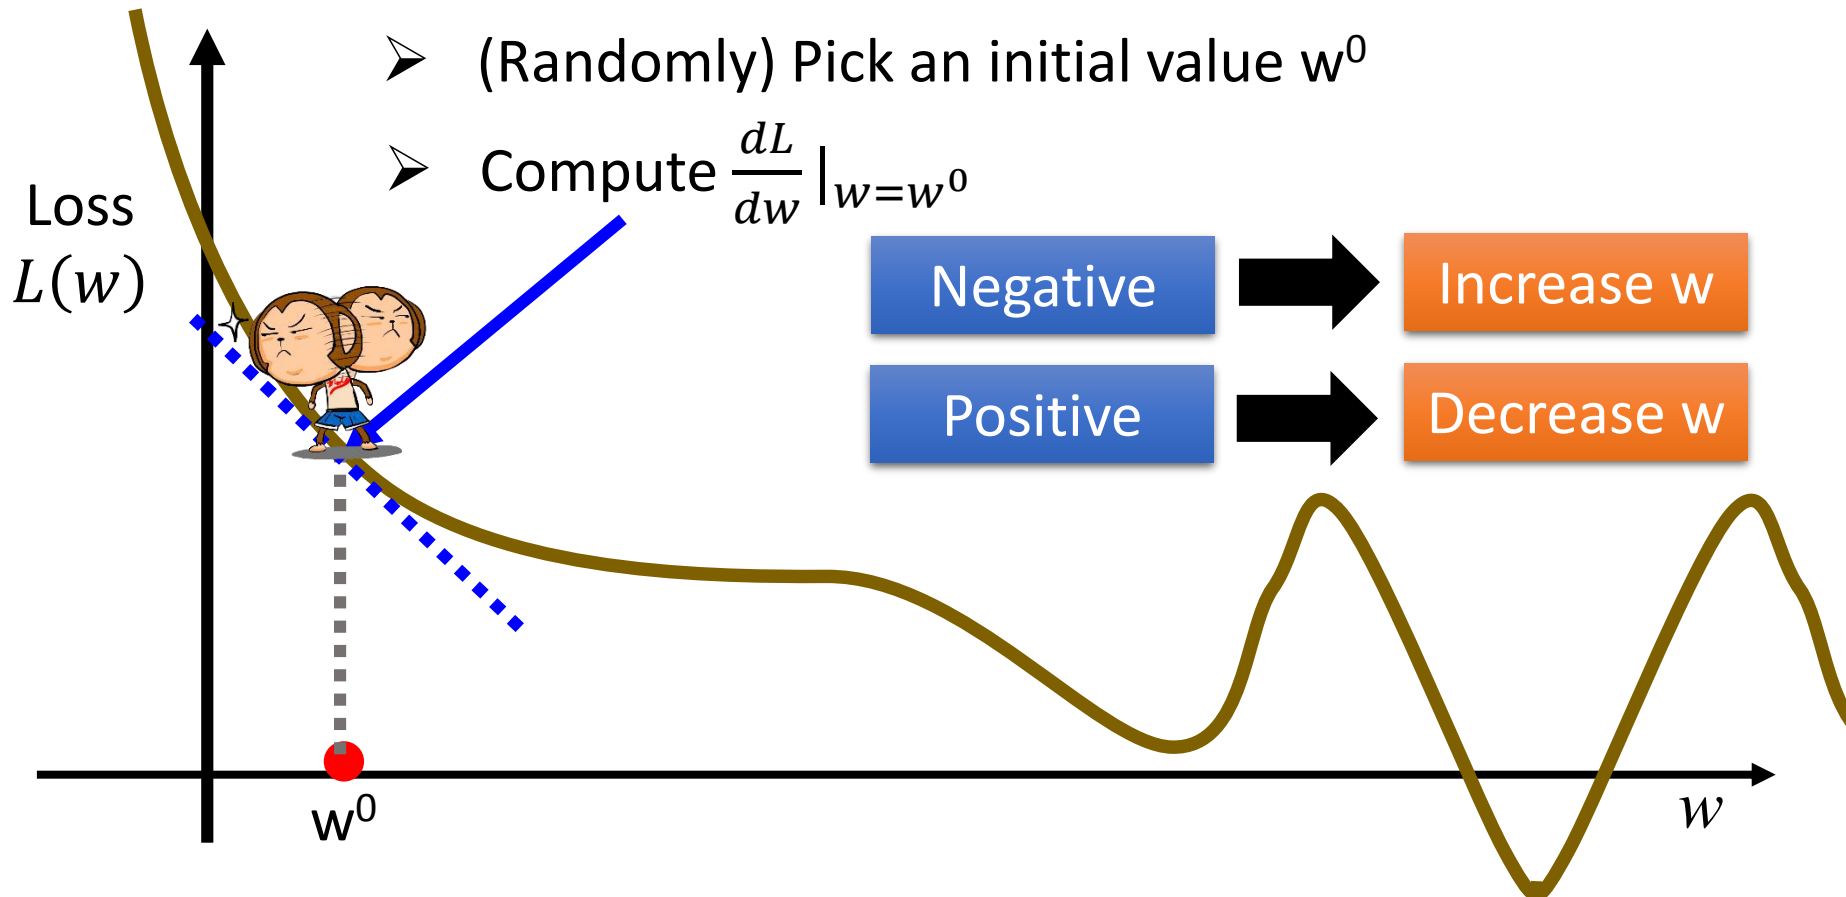 ➢ (Randomly) Pick an initial value w⁰
➢ Compute dL/dw |w=w⁰
Loss
L(w)
Negative
Increase w
Positive
Decrease w
w⁰
w